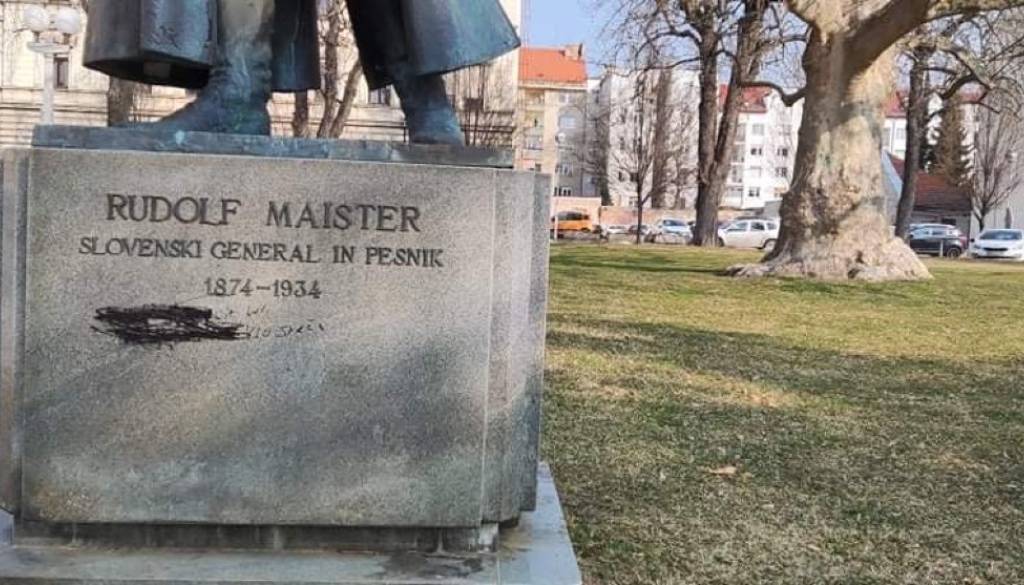 RUDOLF MAISTER
SLOVENSKI GENERAL IN PESNIK
1874-1934